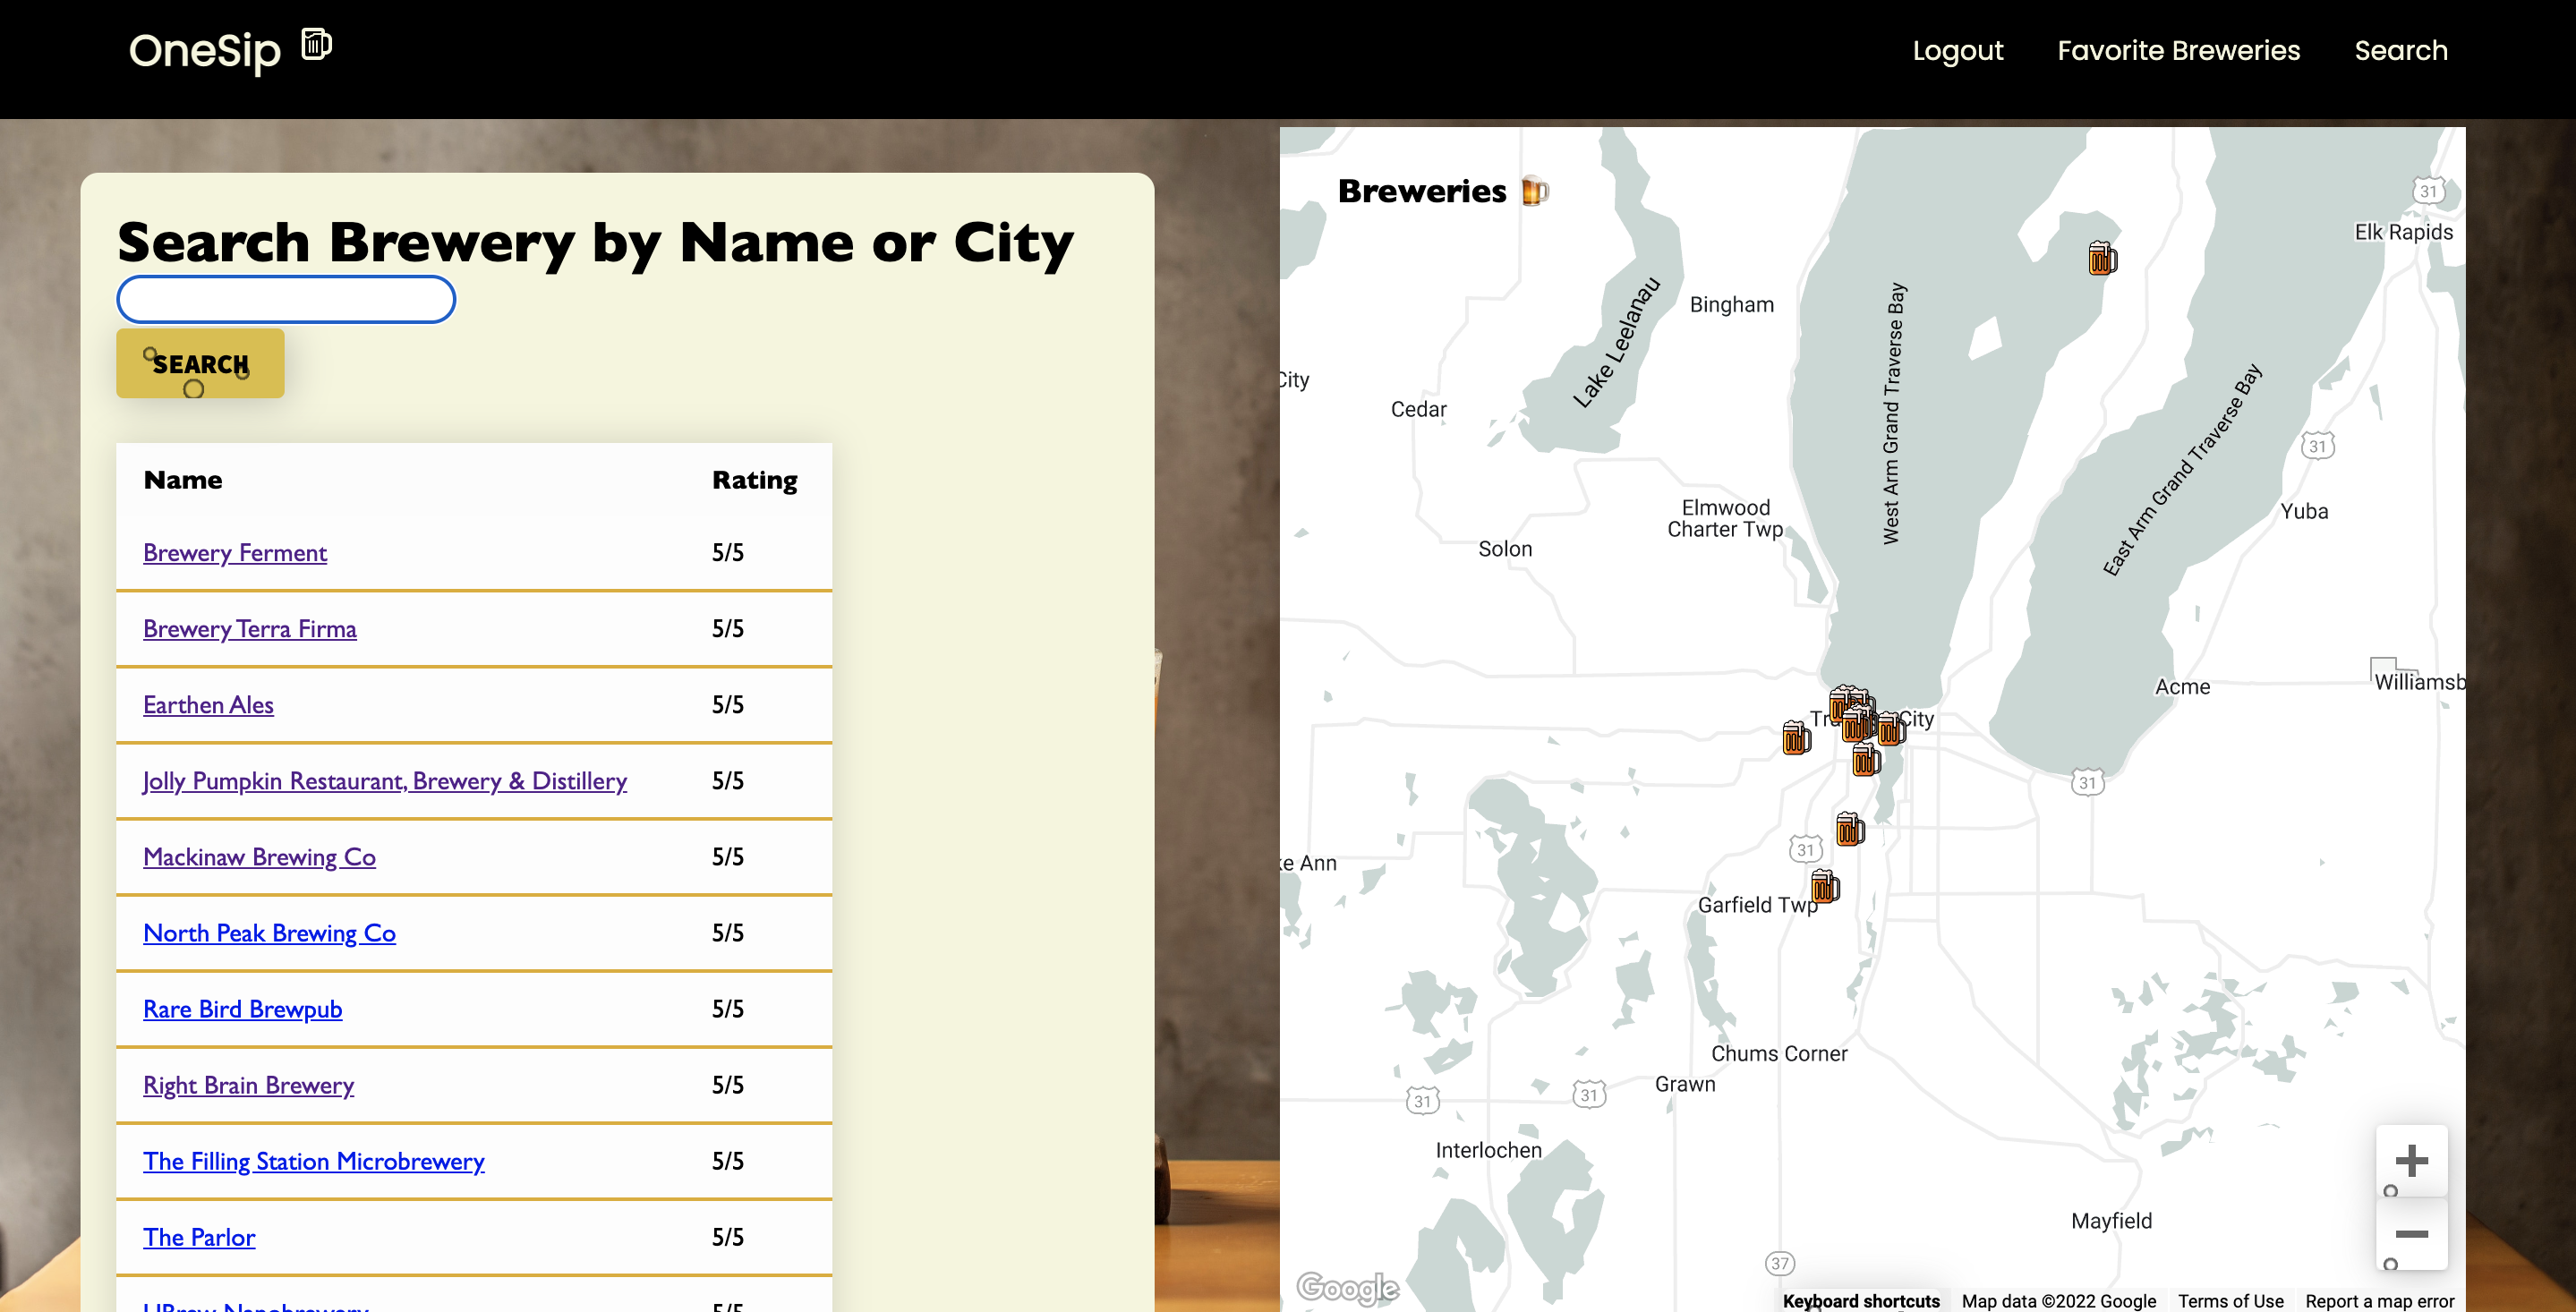 OneSip
Logout Favorite Breweries Search
Search Brewery by Name or City
SEARCH
Name Rating
Brewery Ferment 5/5
Brewery Terra Firma 5/5
Earthen Ales 5/5
Jolly Pumpkin Restaurant, Brewery & Distillery 5/5
Mackinaw Brewing Co 5/5
North Peak Brewing Co 5/5
Rare Bird Brewpub 5/5
Right Brain Brewery 5/5
The Filling Station Microbrewery 5/5
The Parlor 5/5
UBrew Nanobrewery 5/5
Breweries
31
Elk Rapids
Bingham
Lake Leelanau
West Arm Grand Traverse Bay
East Arm Grand Traverse Bay
City
Cedar
31
Elmwood
Charter Twp
Yuba
Solon
Acme
Williamsb
Tr City
31
31
ke Ann
Garfield Twp
Chums Corner
Grawn
31
31
Interlochen
Mayfield
37
Google
Keyboard shortcuts Map data ©2022 Google Terms of Use Report a map error